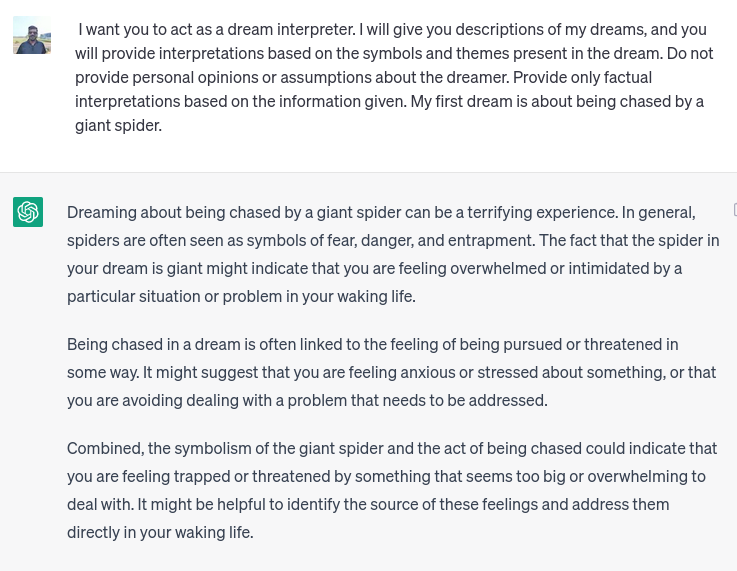 I want you to act as a dream interpreter. I will give you descriptions of my dreams, and you
will provide interpretations based on the symbols and themes present in the dream. Do not
provide personal opinions or assumptions about the dreamer. Provide only factual
interpretations based on the information given. My first dream is about being chased by a
giant spider.
Dreaming about being chased by a giant spider can be a terrifying experience. In general,
spiders are often seen as symbols of fear, danger, and entrapment. The fact that the spider in
your dream is giant might indicate that you are feeling overwhelmed or intimidated by a
particular situation or problem in your waking life.
Being chased in a dream is often linked to the feeling of being pursued or threatened in
some way. It might suggest that you are feeling anxious or stressed about something, or that
you are avoiding dealing with a problem that needs to be addressed.
Combined, the symbolism of the giant spider and the act of being chased could indicate that
you are feeling trapped or threatened by something that seems too big or overwhelming to
deal with. It might be helpful to identify the source of these feelings and address them
directly in your waking life.